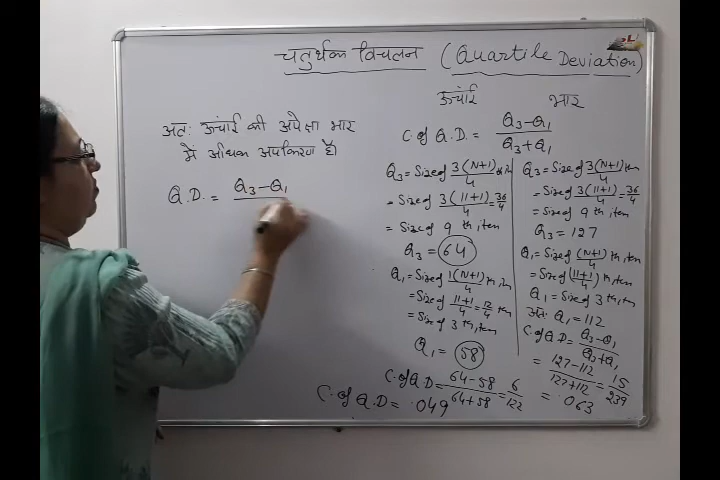 चतुर्थक विचलन (Quartile Deviation)
अतः ऊंचाई की अपेक्षा भार
में अधिक अपकिरण है।
Q.D. = Q₃-Q₁
ऊंचाई
भार
C.of Q.D. = Q₃-Q₁ / Q₃+Q₁
Q₃ = Size of 3(N+1)/4 th item
= Size of 3(11+1)/4 = 36/4
= Size of 9 th item
Q₃ = 64
Q₁ = Size of 1(N+1)/4 th item
= Size of 11+1/4 = 12/4 th
= Size of 3 th item
Q₁ = 58
C.of Q.D = 64-58 / 64+58 = 6/122
C.of Q.D = .049
Q₃ = Size of 3(N+1)/4 th
= Size of 3(11+1)/4 = 36/4
= Size of 9 th item
Q₃ = 127
Q₁ = Size of (N+1)/4 th item
= Size of (11+1)/4 th item
Q₁ = Size of 3 th item
अतः Q₁ = 112
C of Q.D = Q₃-Q₁ / Q₃+Q₁
= 127-112 / 127+112 = 15/239
= .063